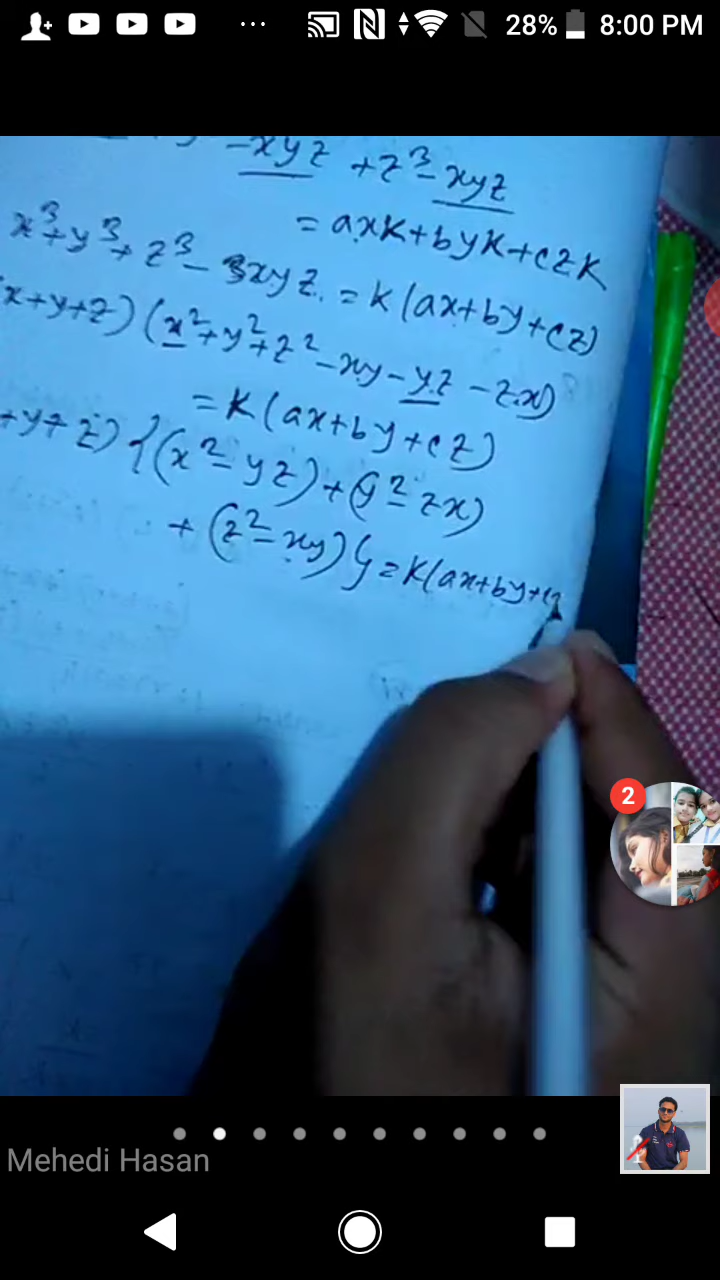 28% 8:00 PM
-xyz + z³ - xyz
= axk + byk + czk
x³ + y³ + z³ - 3xyz = k(ax + by + cz)
x+y+z) (x² + y² + z² - xy - yz - zx)
= k(ax + by + cz)
+y+z) {(x² - yz) + (y² - zx)
+ (z² - xy)} = k(ax + by + c
2
Mehedi Hasan